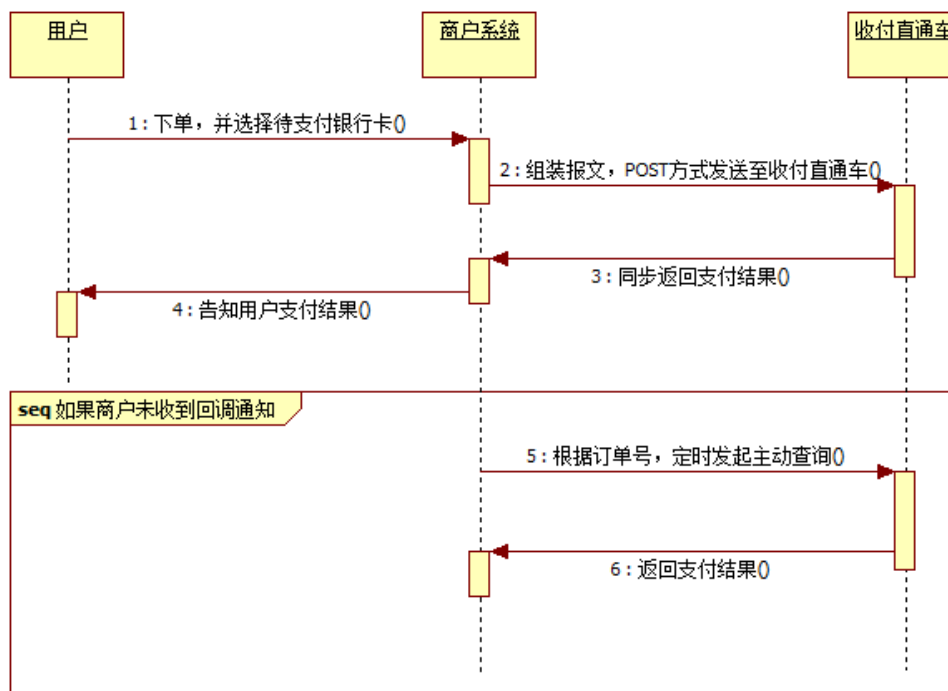 用户
商户系统
收付直通车
1:下单，并选择待支付银行卡()
2:组装报文，POST方式发送至收付直通车()
3:同步返回支付结果()
4:告知用户支付结果()
seq 如果商户未收到回调通知
5:根据订单号，定时发起主动查询()
6:返回支付结果()